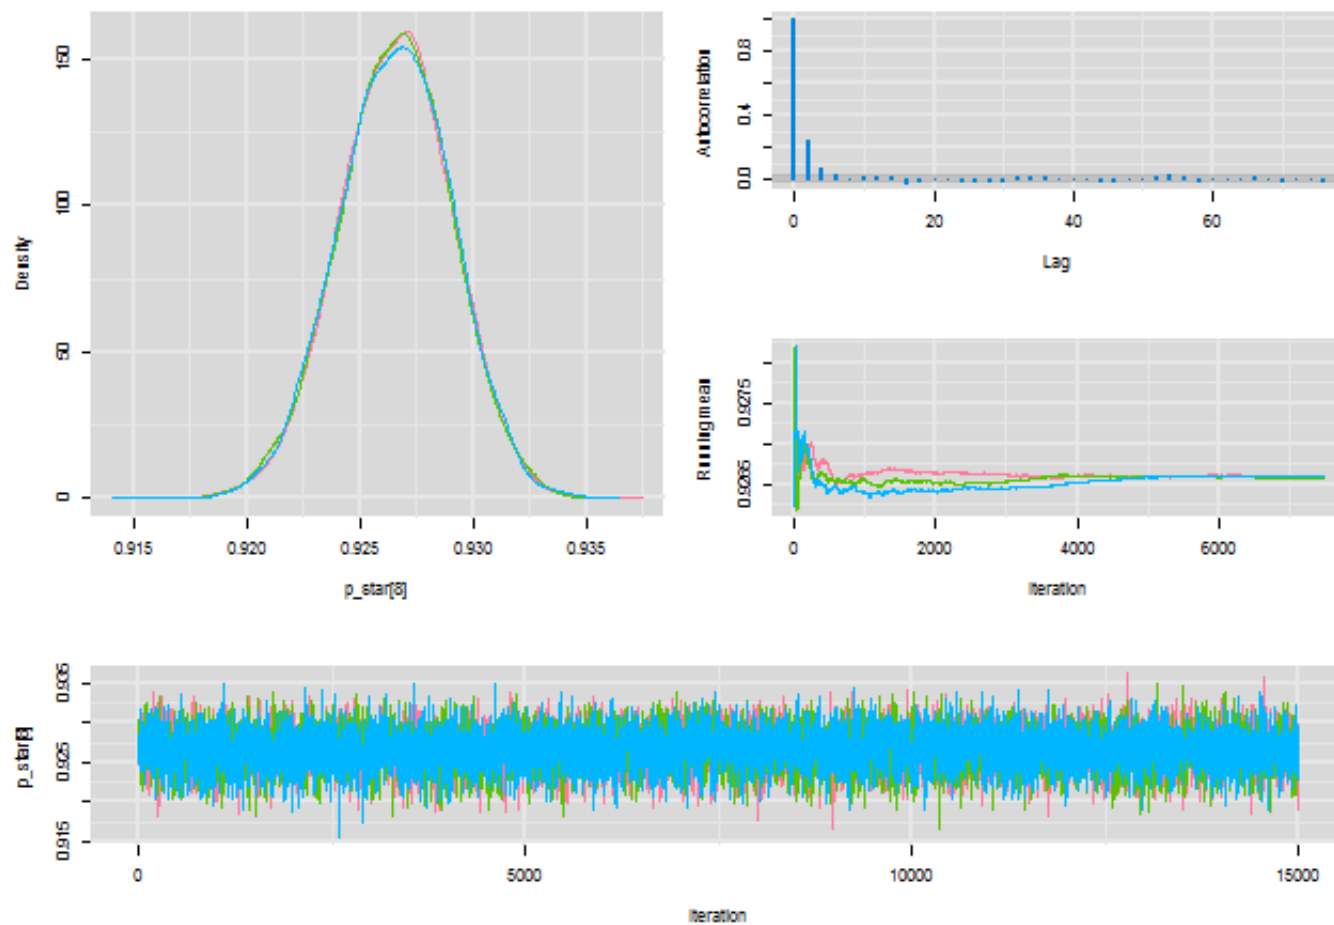 150
100
50
0
Density
0.915 0.920 0.925 0.930 0.935
p_star[8]
0.8
0.4
0.0
Autocorrelation
0 20 40 60
Lag
0.9275
0.9265
Running mean
0 2000 4000 6000
Iteration
0.935
0.925
0.915
p_star[8]
0 5000 10000 15000
Iteration